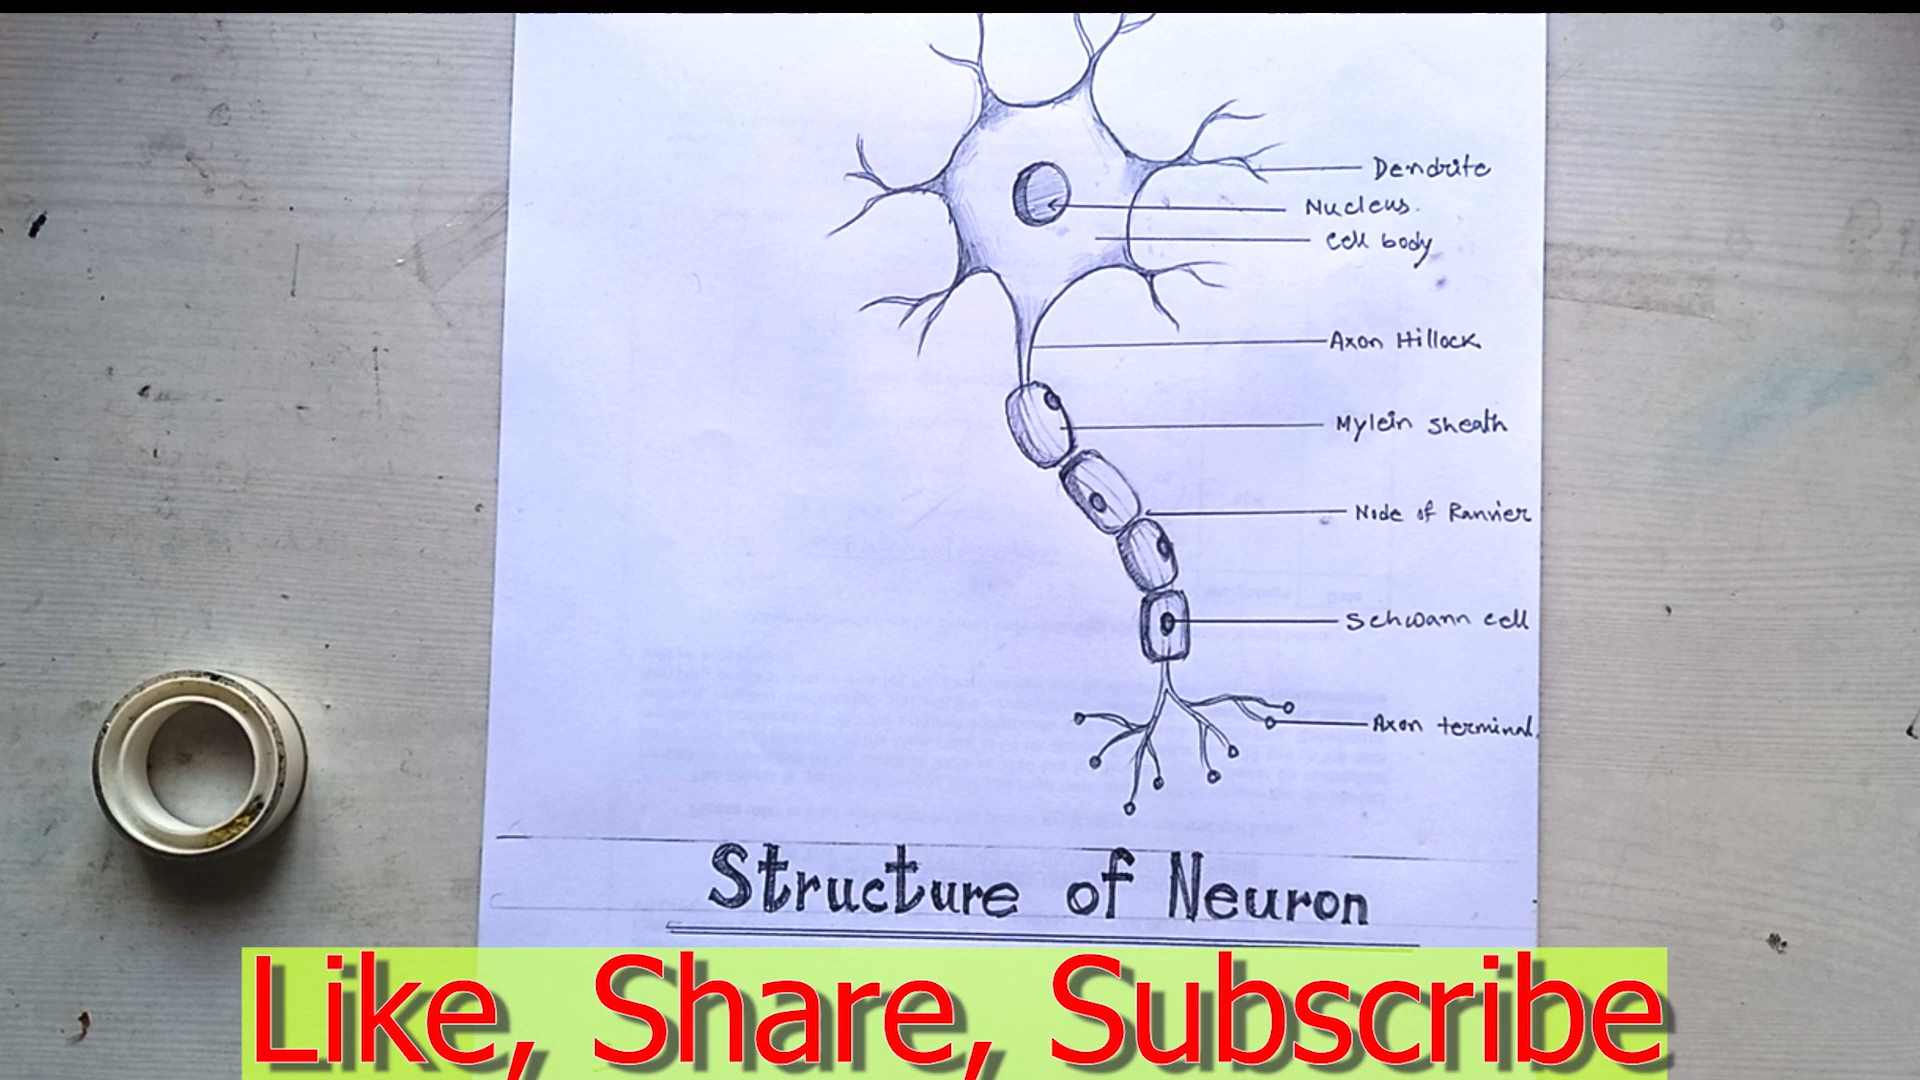 Dendrite
Nucleus.
Cell body
Axon Hillock
Mylein sheath
Node of Ranvier
Schwann cell
Axon terminal.
Structure of Neuron
Like, Share, Subscribe